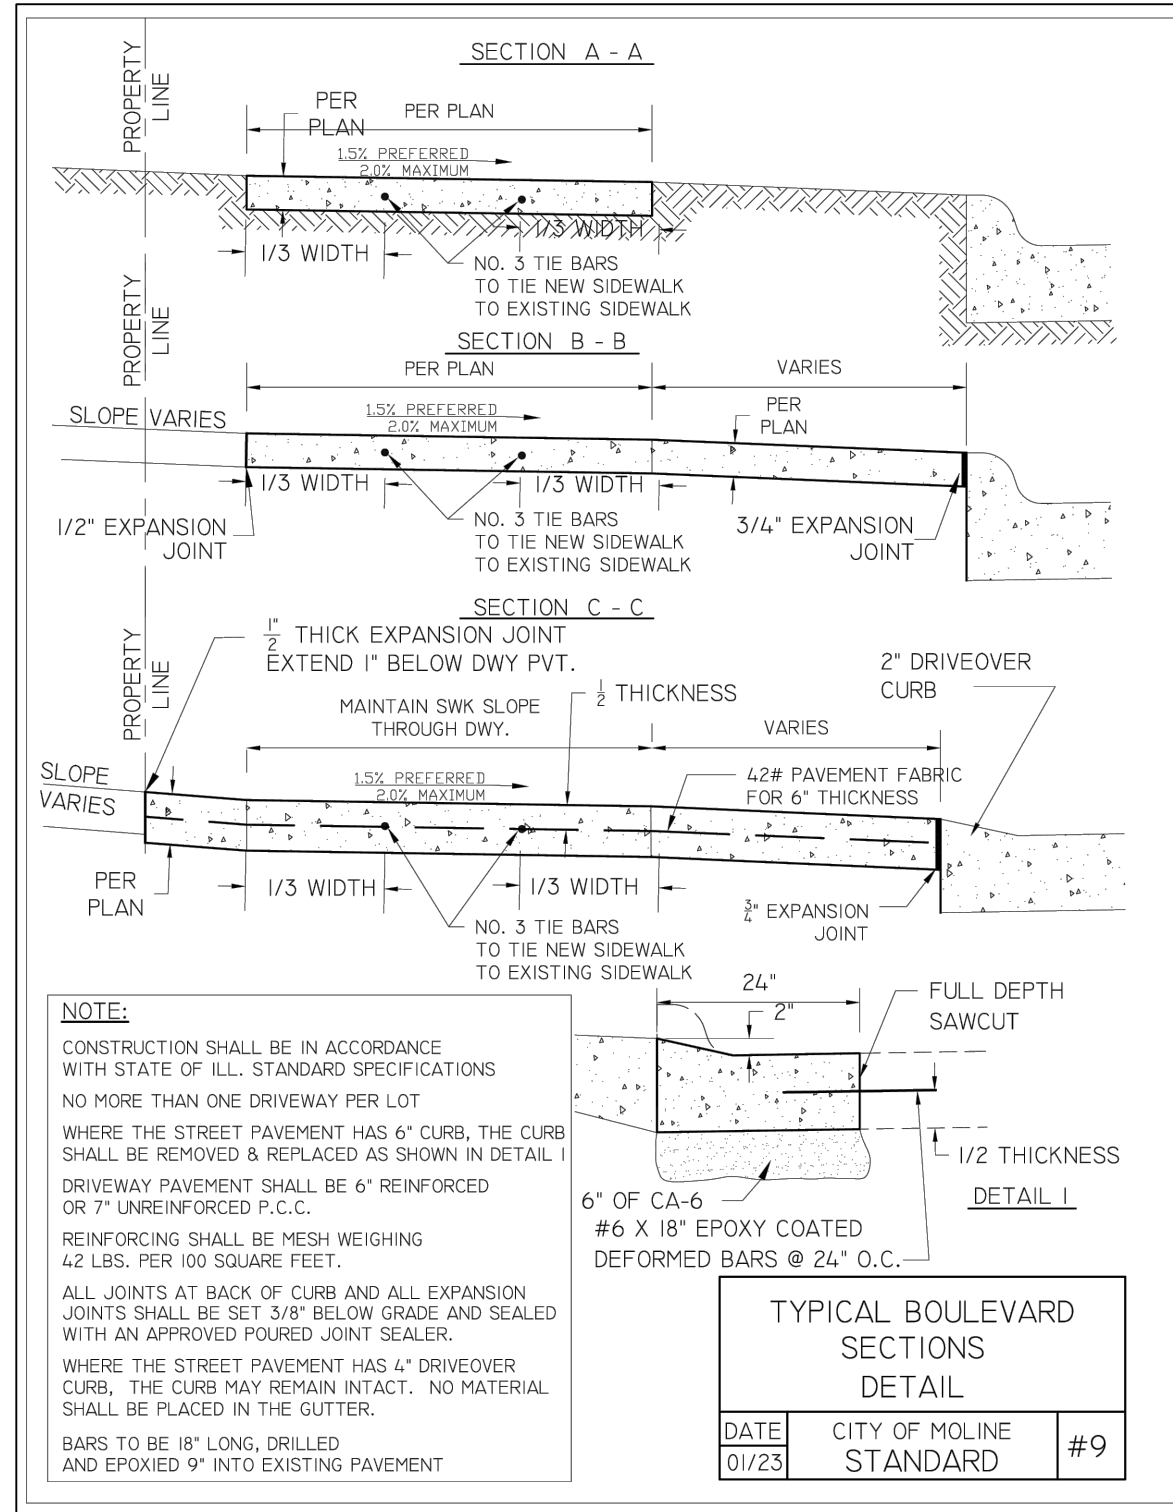 SECTION A - A
PROPERTY
LINE
PER
PLAN
PER PLAN
1.5% PREFERRED
2.0% MAXIMUM
1/3 WIDTH
1/3 WIDTH
NO. 3 TIE BARS
TO TIE NEW SIDEWALK
TO EXISTING SIDEWALK
PROPERTY
LINE
SECTION B - B
PER PLAN
VARIES
SLOPE VARIES
1.5% PREFERRED
2.0% MAXIMUM
PER
PLAN
1/3 WIDTH
1/3 WIDTH
1/2" EXPANSION
JOINT
NO. 3 TIE BARS
TO TIE NEW SIDEWALK
TO EXISTING SIDEWALK
3/4" EXPANSION
JOINT
SECTION C - C
PROPERTY
LINE
1/2" THICK EXPANSION JOINT
EXTEND 1" BELOW DWY PVT.
2" DRIVEOVER
CURB
MAINTAIN SWK SLOPE
THROUGH DWY.
1/2 THICKNESS
VARIES
SLOPE
VARIES
1.5% PREFERRED
2.0% MAXIMUM
42# PAVEMENT FABRIC
FOR 6" THICKNESS
PER
PLAN
1/3 WIDTH
1/3 WIDTH
3/4" EXPANSION
JOINT
NO. 3 TIE BARS
TO TIE NEW SIDEWALK
TO EXISTING SIDEWALK
24"
2"
FULL DEPTH
SAWCUT
1/2 THICKNESS
DETAIL 1
6" OF CA-6
#6 X 18" EPOXY COATED
DEFORMED BARS @ 24" O.C.
NOTE:
CONSTRUCTION SHALL BE IN ACCORDANCE
WITH STATE OF ILL. STANDARD SPECIFICATIONS
NO MORE THAN ONE DRIVEWAY PER LOT
WHERE THE STREET PAVEMENT HAS 6" CURB, THE CURB
SHALL BE REMOVED & REPLACED AS SHOWN IN DETAIL 1
DRIVEWAY PAVEMENT SHALL BE 6" REINFORCED
OR 7" UNREINFORCED P.C.C.
REINFORCING SHALL BE MESH WEIGHING
42 LBS. PER 100 SQUARE FEET.
ALL JOINTS AT BACK OF CURB AND ALL EXPANSION
JOINTS SHALL BE SET 3/8" BELOW GRADE AND SEALED
WITH AN APPROVED POURED JOINT SEALER.
WHERE THE STREET PAVEMENT HAS 4" DRIVEOVER
CURB, THE CURB MAY REMAIN INTACT. NO MATERIAL
SHALL BE PLACED IN THE GUTTER.
BARS TO BE 18" LONG, DRILLED
AND EPOXIED 9" INTO EXISTING PAVEMENT
TYPICAL BOULEVARD
SECTIONS
DETAIL
DATE
01/23
CITY OF MOLINE
STANDARD
#9